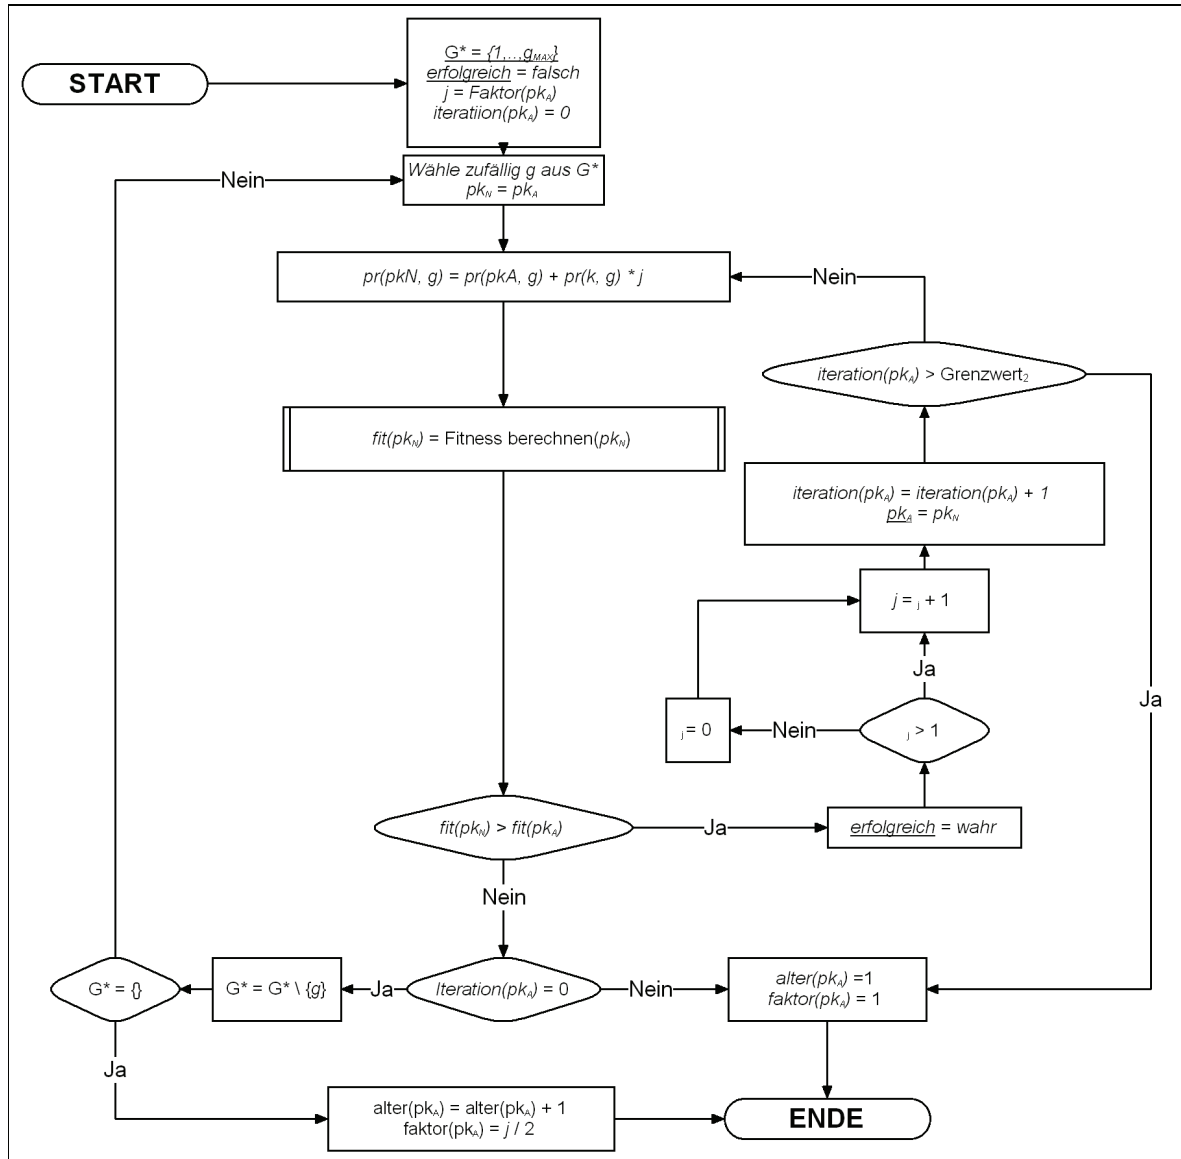 START
G* = {1,..,gMAX}
erfolgreich = falsch
j = Faktor(pkA)
iteratiion(pkA) = 0
Nein
Wähle zufällig g aus G*
pkN = pkA
pr(pkN, g) = pr(pkA, g) + pr(k, g) * j
Nein
iteration(pkA) > Grenzwert2
fit(pkN) = Fitness berechnen(pkN)
iteration(pkA) = iteration(pkA) + 1
pkA = pkN
j = j + 1
Ja
Ja
j = 0
Nein
j > 1
fit(pkN) > fit(pkA)
Ja
erfolgreich = wahr
Nein
G* = {}
G* = G* \ {g}
Ja
Iteration(pkA) = 0
Nein
alter(pkA) =1
faktor(pkA) = 1
Ja
alter(pkA) = alter(pkA) + 1
faktor(pkA) = j / 2
ENDE